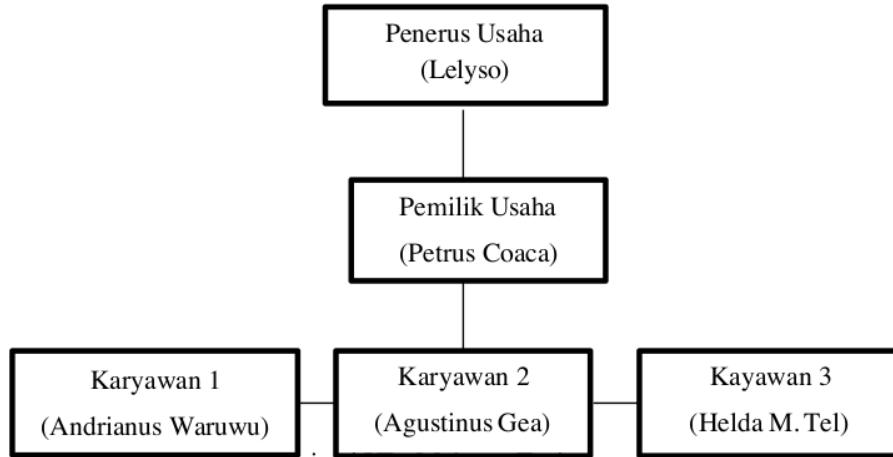 Penerus Usaha
(Lelyso)
Pemilik Usaha
(Petrus Coaca)
Karyawan 1
(Andrianus Waruwu)
Karyawan 2
(Agustinus Gea)
Kayawan 3
(Helda M. Tel)